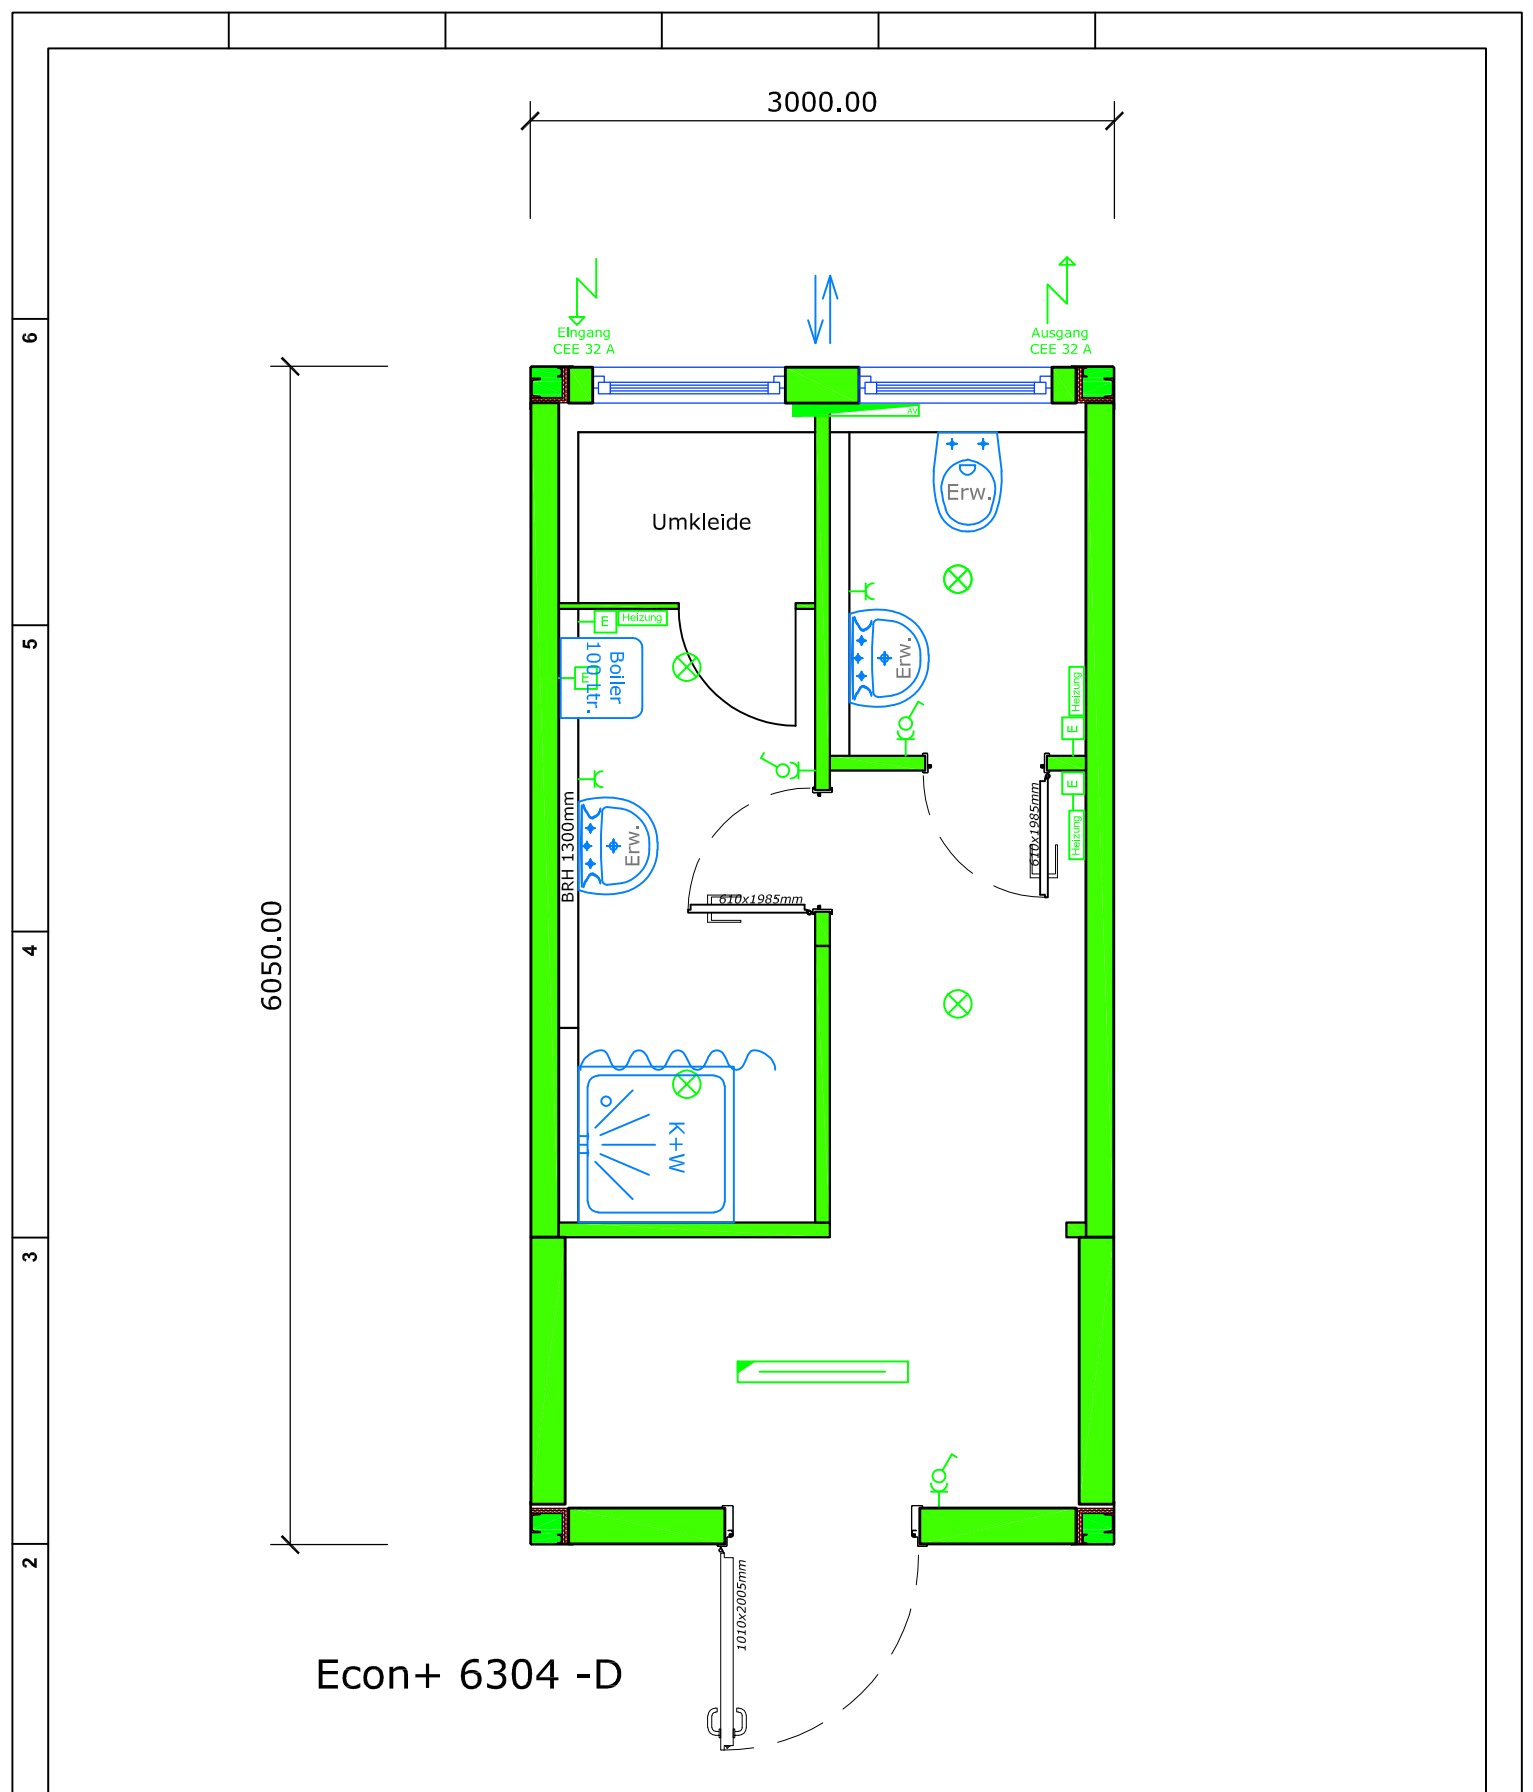 3000.00
6
EIngang
CEE 32 A
Ausgang
CEE 32 A
AV
Erw.
Umkleide
5
E
Heizung
Boiler
100 Ltr.
E
Erw.
Heizung
E
E
Heizung
610x1985mm
BRH 1300mm
Erw.
610x1985mm
6050.00
4
K+W
3
2
1010x2005mm
Econ+ 6304 -D